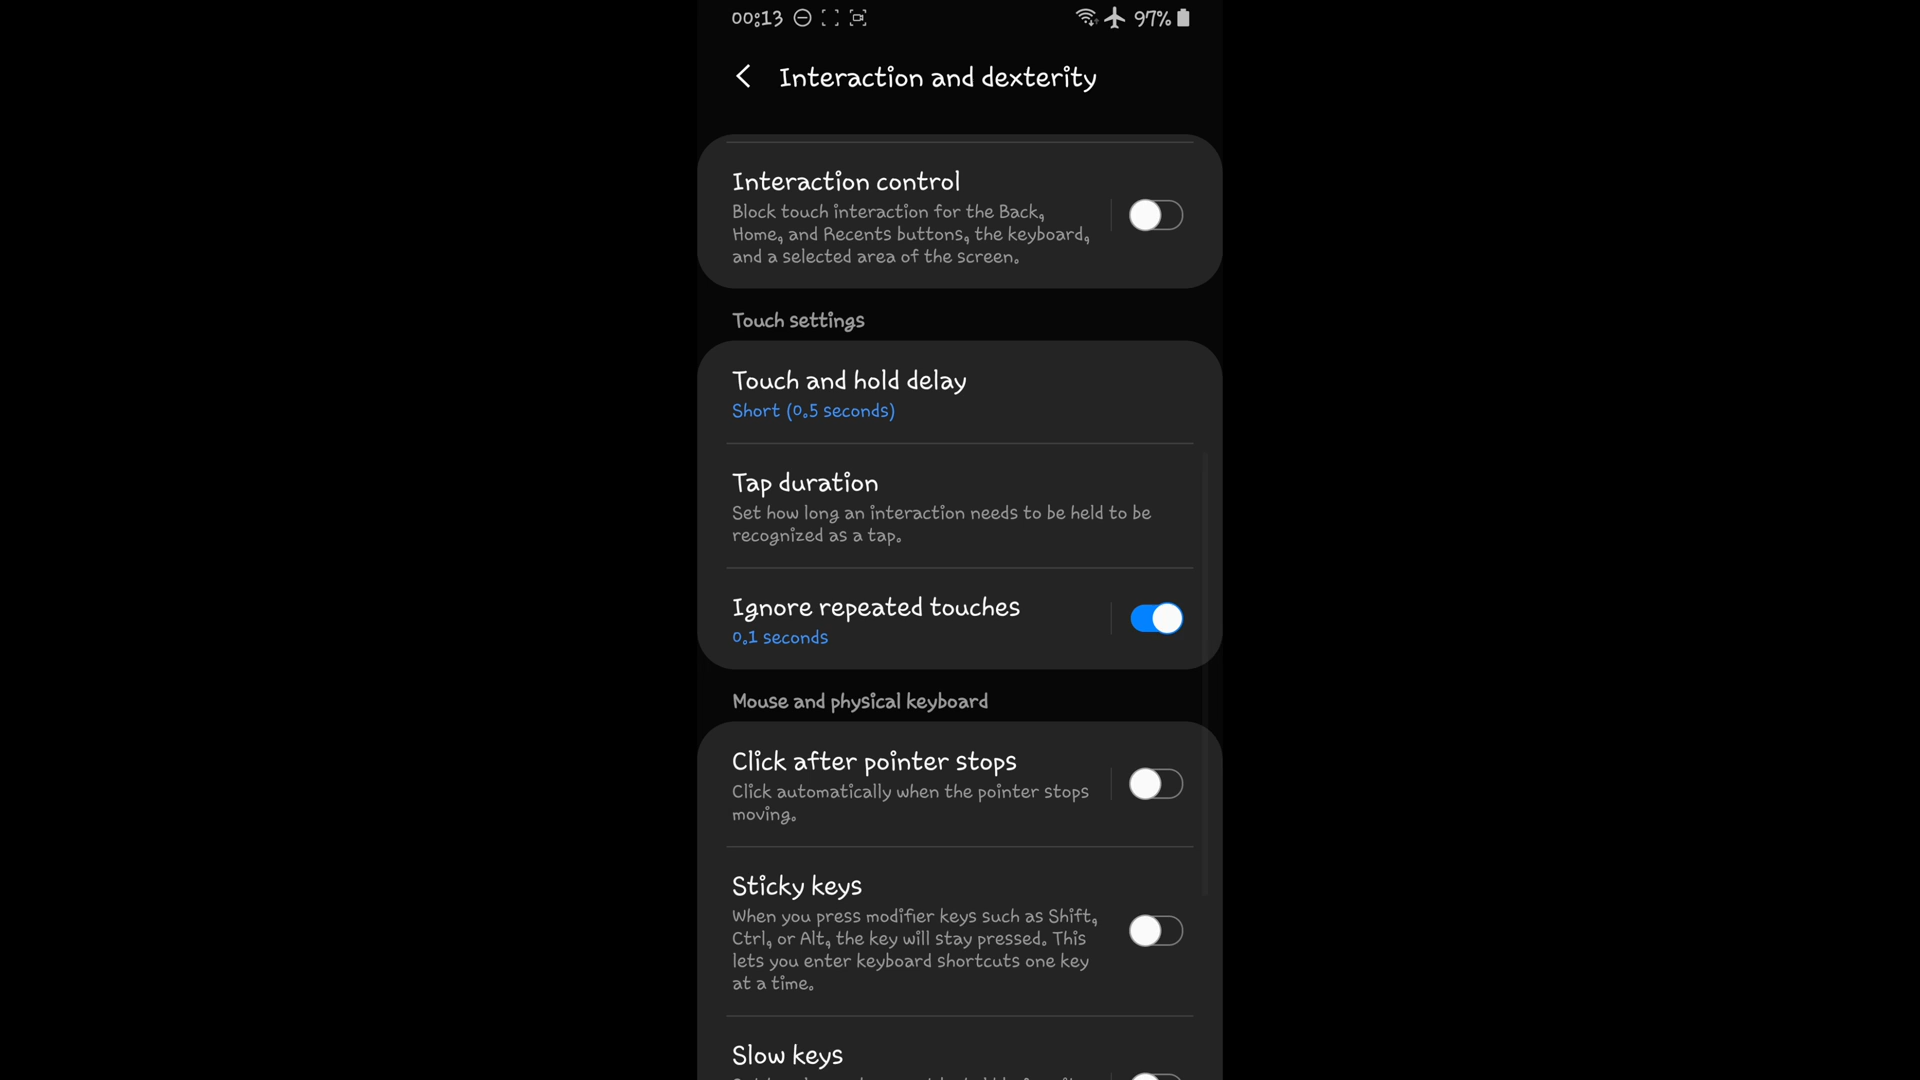 00:13 97%
Interaction and dexterity
Interaction control
Block touch interaction for the Back,
Home, and Recents buttons, the keyboard,
and a selected area of the screen.
Touch settings
Touch and hold delay
Short (0.5 seconds)
Tap duration
Set how long an interaction needs to be held to be
recognized as a tap.
Ignore repeated touches
0.1 seconds
Mouse and physical keyboard
Click after pointer stops
Click automatically when the pointer stops
moving.
Sticky keys
When you press modifier keys such as Shift,
Ctrl, or Alt, the key will stay pressed. This
lets you enter keyboard shortcuts one key
at a time.
Slow keys